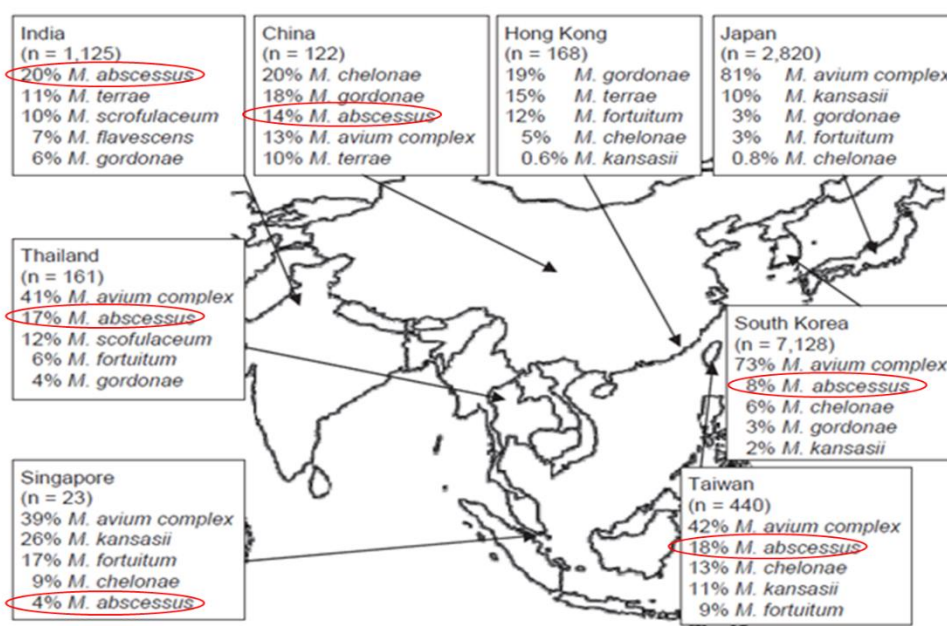 India
(n = 1,125)
20% M. abscessus
11% M. terrae
10% M. scrofulaceum
7% M. flavescens
6% M. gordonae
China
(n = 122)
20% M. chelonae
18% M. gordonae
14% M. abscessus
13% M. avium complex
10% M. terrae
Hong Kong
(n = 168)
19% M. gordonae
15% M. terrae
12% M. fortuitum
5% M. chelonae
0.6% M. kansasii
Japan
(n = 2,820)
81% M. avium complex
10% M. kansasii
3% M. gordonae
3% M. fortuitum
0.8% M. chelonae
Thailand
(n = 161)
41% M. avium complex
17% M. abscessus
12% M. scofulaceum
6% M. fortuitum
4% M. gordonae
South Korea
(n = 7,128)
73% M. avium complex
8% M. abscessus
6% M. chelonae
3% M. gordonae
2% M. kansasii
Singapore
(n = 23)
39% M. avium complex
26% M. kansasii
17% M. fortuitum
9% M. chelonae
4% M. abscessus
Taiwan
(n = 440)
42% M. avium complex
18% M. abscessus
13% M. chelonae
11% M. kansasii
9% M. fortuitum